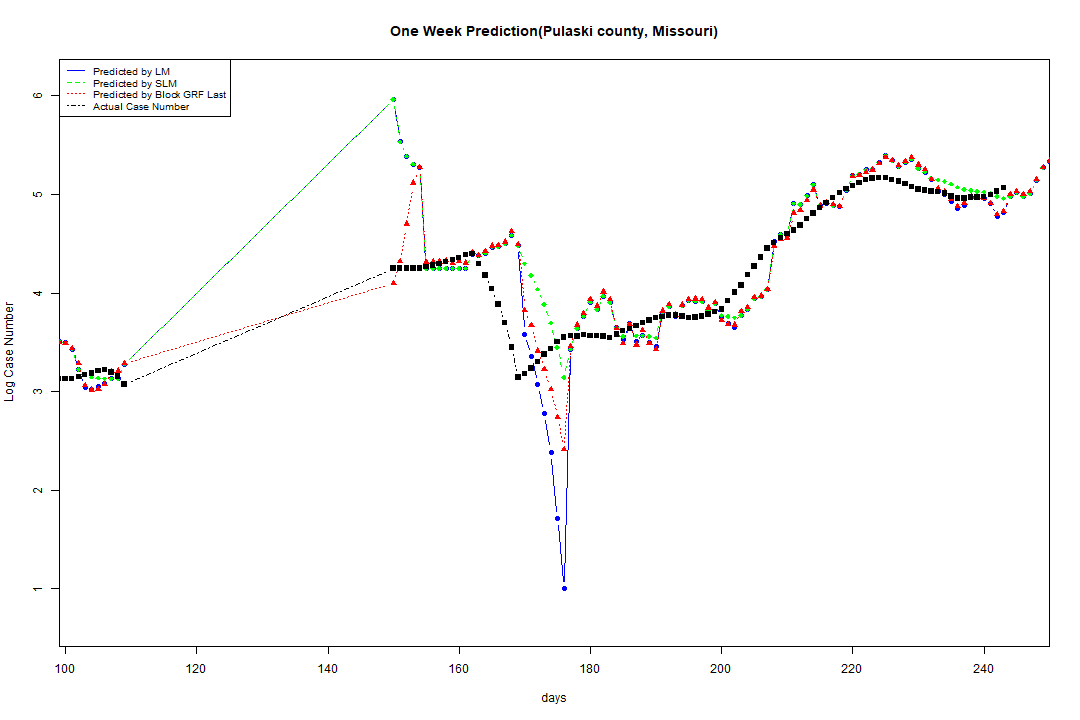 One Week Prediction(Pulaski county, Missouri)
Predicted by LM
Predicted by SLM
Predicted by Block GRF Last
Actual Case Number
6
5
4
3
2
1
Log Case Number
100 120 140 160 180 200 220 240
days